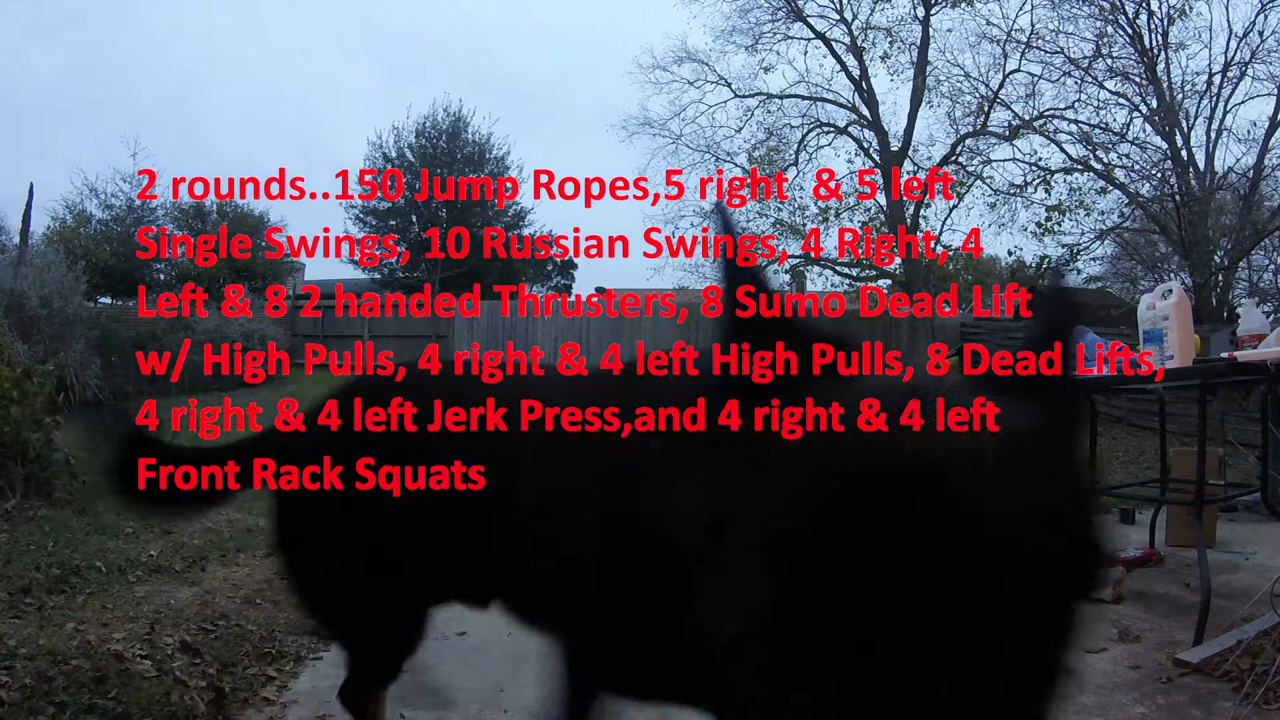 2 rounds..150 Jump Ropes,5 right & 5 left
Single Swings, 10 Russian Swings, 4 Right, 4
Left & 8 2 handed Thrusters, 8 Sumo Dead Lift
w/ High Pulls, 4 right & 4 left High Pulls, 8 Dead Lifts,
4 right & 4 left Jerk Press,and 4 right & 4 left
Front Rack Squats